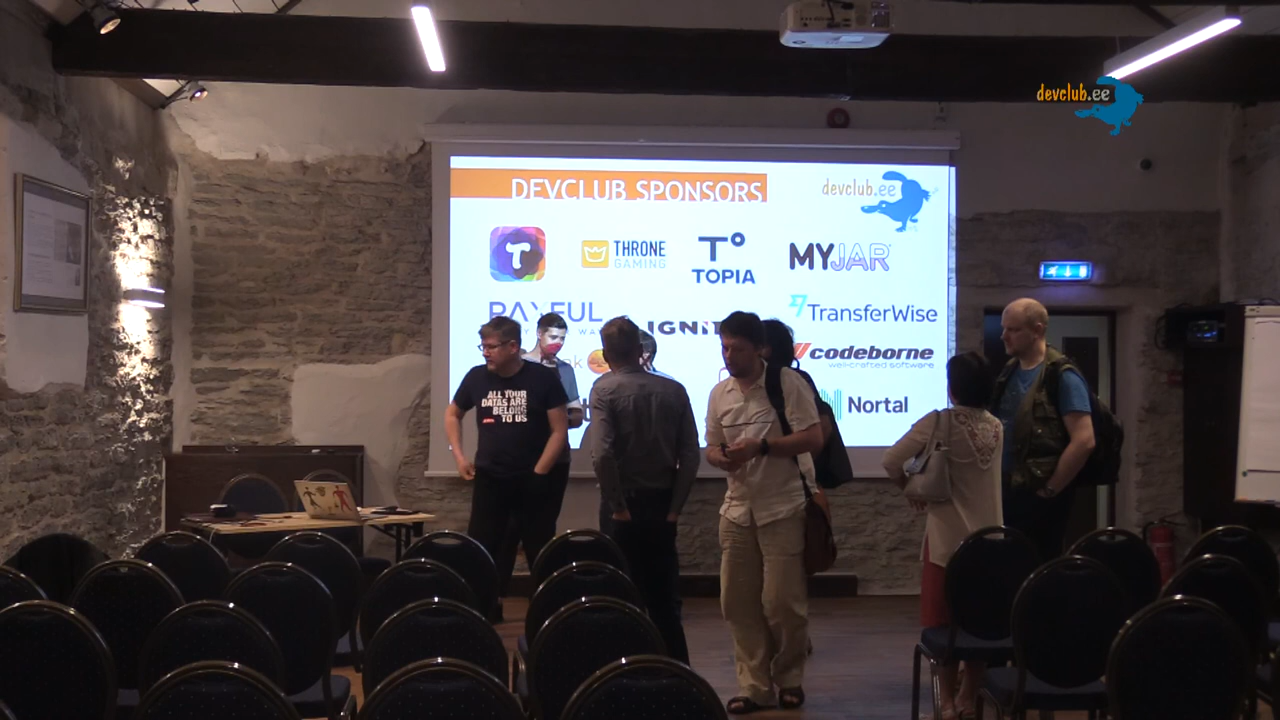 devclub.ee
DEVCLUB SPONSORS
devclub.ee
T
THRONE
GAMING
T°
TOPIA
MYJAR
TransferWise
IGNIT
codeborne
well-crafted software
Nortal
ALL YOUR
DATAS ARE
BELONG
TO US